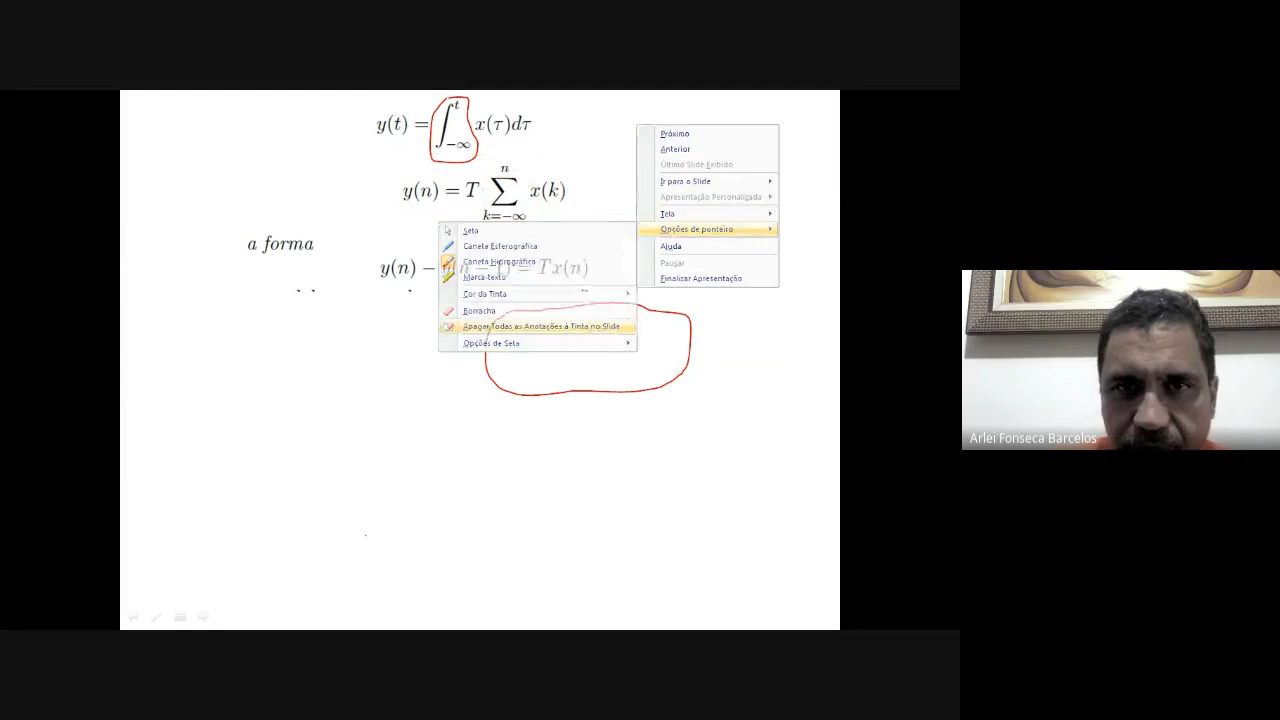 y(t) = ∫_{-∞}^{t} x(τ)dτ
y(n) = T ∑_{k=-∞}^{n} x(k)
a forma
y(n) − y(n − 1) = Tx(n)
Próximo
Anterior
Último Slide Exibido
Ir para o Slide
Apresentação Personalizada
Tela
Opções de ponteiro
Ajuda
Pausar
Finalizar Apresentação
Seta
Caneta Esferográfica
Caneta Hidrográfica
Marca-texto
Cor da Tinta
Borracha
Apagar Todas as Anotações à Tinta no Slide
Opções de Seta
Arlei Fonseca Barcelos